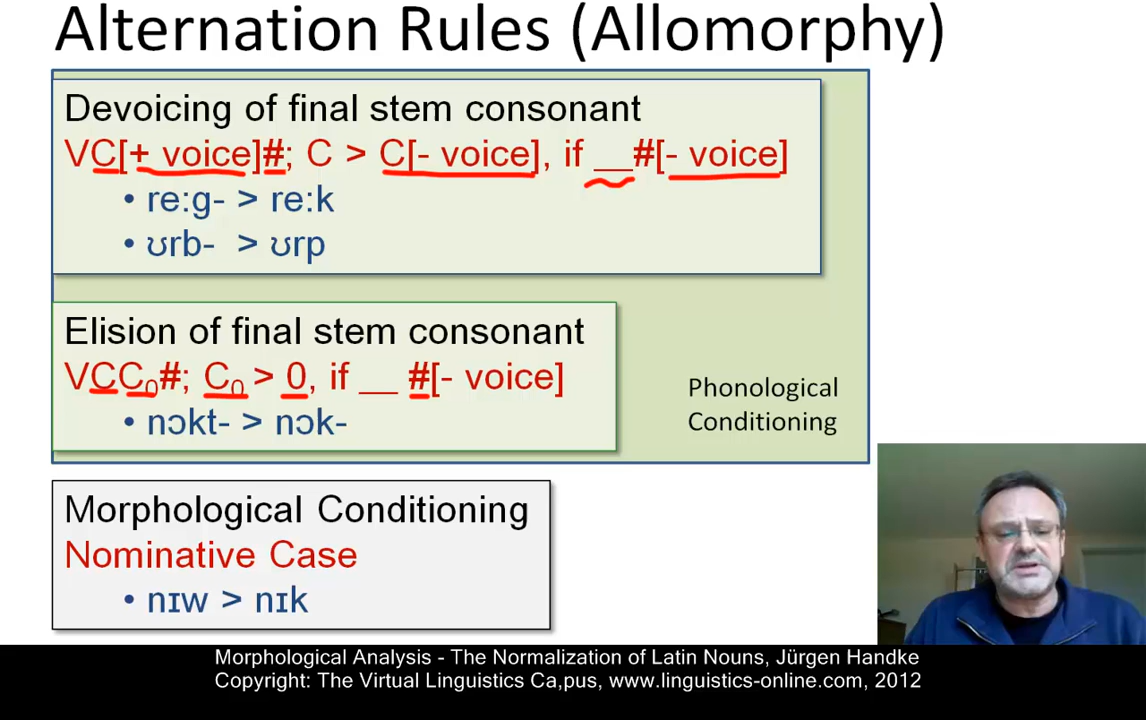 Alternation Rules (Allomorphy)
Devoicing of final stem consonant
VC[+ voice]#; C > C[- voice], if __#[- voice]
• re:g- > re:k
• ʊrb- > ʊrp
Elision of final stem consonant
VCC₀#; C₀ > 0, if __ #[- voice]
• nɔkt- > nɔk-
Phonological
Conditioning
Morphological Conditioning
Nominative Case
• nɪw > nɪk
Morphological Analysis - The Normalization of Latin Nouns, Jürgen Handke
Copyright: The Virtual Linguistics Ca,pus, www.linguistics-online.com, 2012